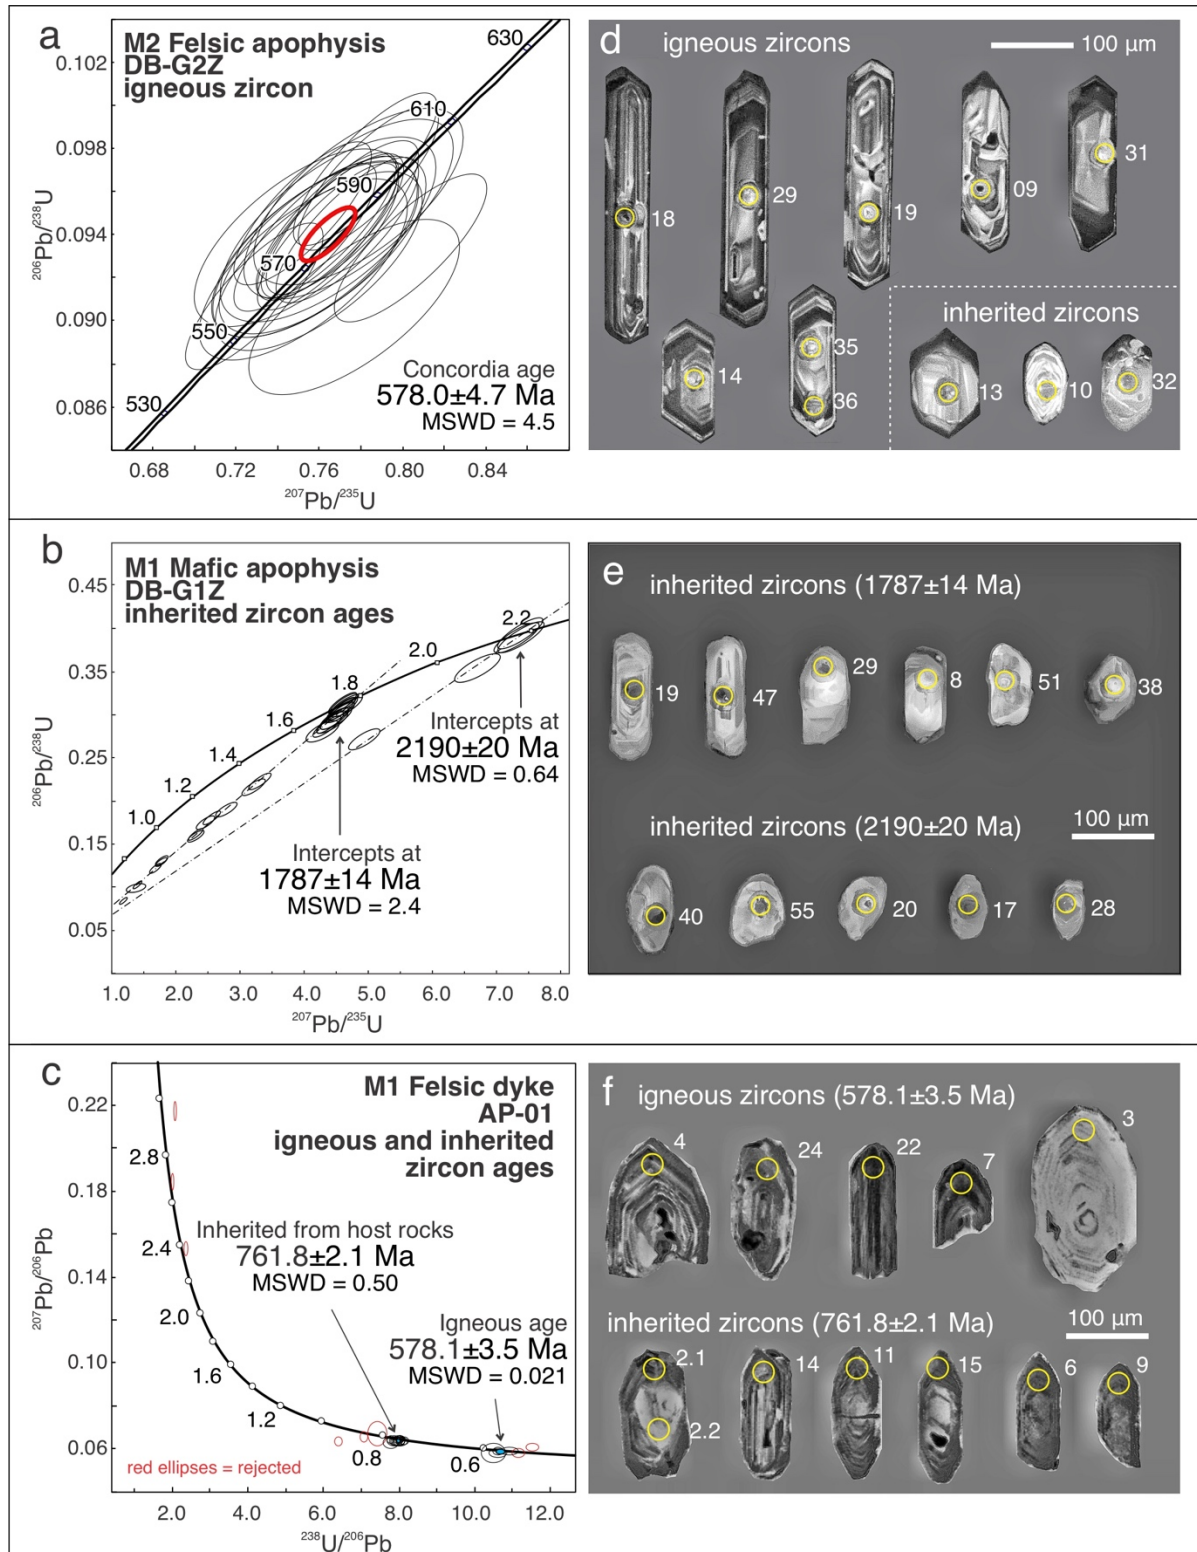 a
M2 Felsic apophysis
DB-G2Z
igneous zircon
630
610
590
570
550
530
0.102
0.098
0.094
0.090
0.086
²⁰⁶Pb/²³⁸U
Concordia age
578.0±4.7 Ma
MSWD = 4.5
0.68
0.72
0.76
0.80
0.84
²⁰⁷Pb/²³⁵U
d
igneous zircons
100 µm
18
29
19
09
31
14
35
36
inherited zircons
13
10
32
b
M1 Mafic apophysis
DB-G1Z
inherited zircon ages
0.45
0.35
0.25
0.15
0.05
²⁰⁶Pb/²³⁸U
2.2
2.0
1.8
1.6
1.4
1.2
1.0
Intercepts at
2190±20 Ma
MSWD = 0.64
Intercepts at
1787±14 Ma
MSWD = 2.4
1.0
2.0
3.0
4.0
5.0
6.0
7.0
8.0
²⁰⁷Pb/²³⁵U
e
inherited zircons (1787±14 Ma)
19
47
29
8
51
38
inherited zircons (2190±20 Ma)
100 µm
40
55
20
17
28
c
M1 Felsic dyke
AP-01
igneous and inherited
zircon ages
0.22
0.18
0.14
0.10
0.06
²⁰⁷Pb/²⁰⁶Pb
2.8
2.4
2.0
1.6
1.2
0.8
0.6
Inherited from host rocks
761.8±2.1 Ma
MSWD = 0.50
Igneous age
578.1±3.5 Ma
MSWD = 0.021
red ellipses = rejected
2.0
4.0
6.0
8.0
10.0
12.0
²³⁸U/²⁰⁶Pb
f
igneous zircons (578.1±3.5 Ma)
4
24
22
7
3
inherited zircons (761.8±2.1 Ma)
100 µm
2.1
2.2
14
11
15
6
9